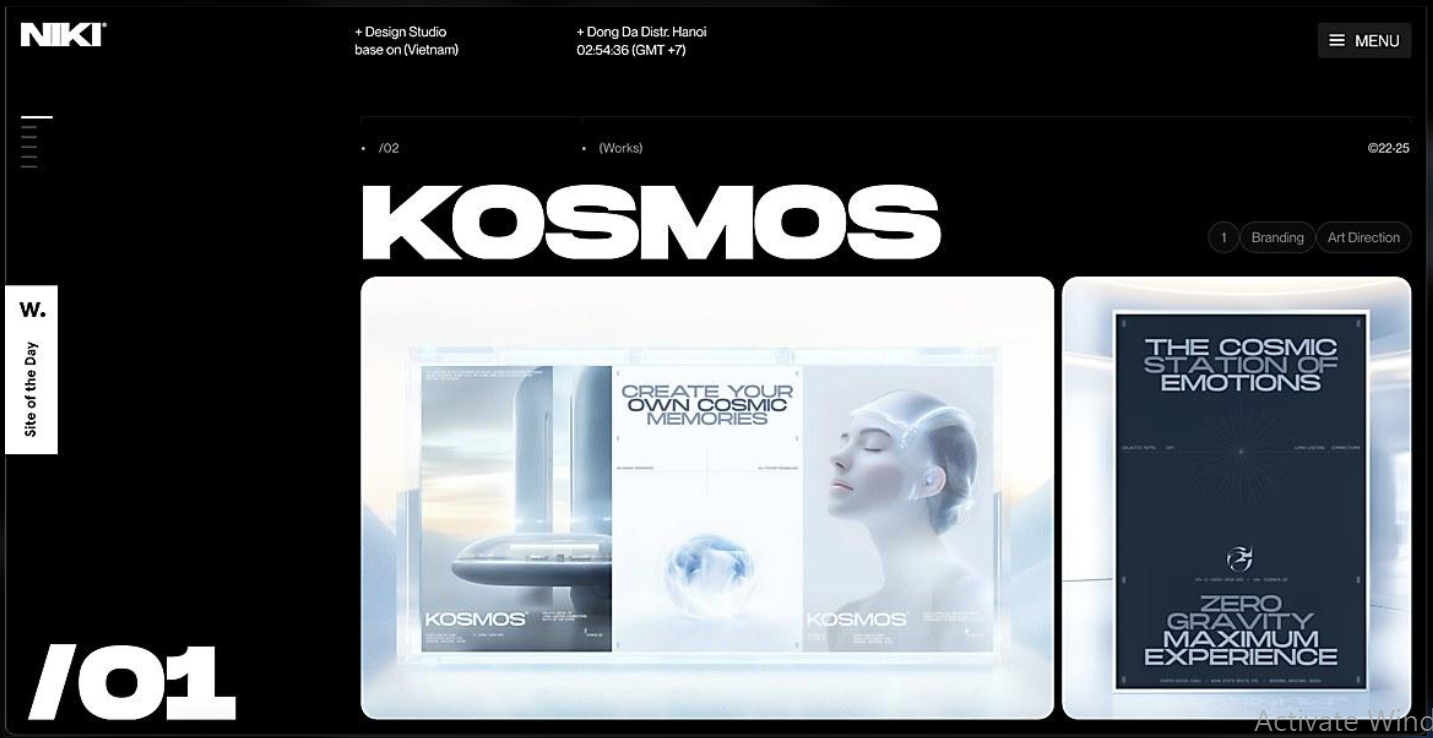 NIKI®
+ Design Studio
base on (Vietnam)
+ Dong Da Distr. Hanoi
02:54:36 (GMT +7)
MENU
• /02
• (Works)
©22-25
KOSMOS
1
Branding
Art Direction
W.
Site of the Day
CREATE YOUR
OWN COSMIC
MEMORIES
KOSMOS
KOSMOS
THE COSMIC
STATION OF
EMOTIONS
ZERO
GRAVITY
MAXIMUM
EXPERIENCE
/01
Activate Wind